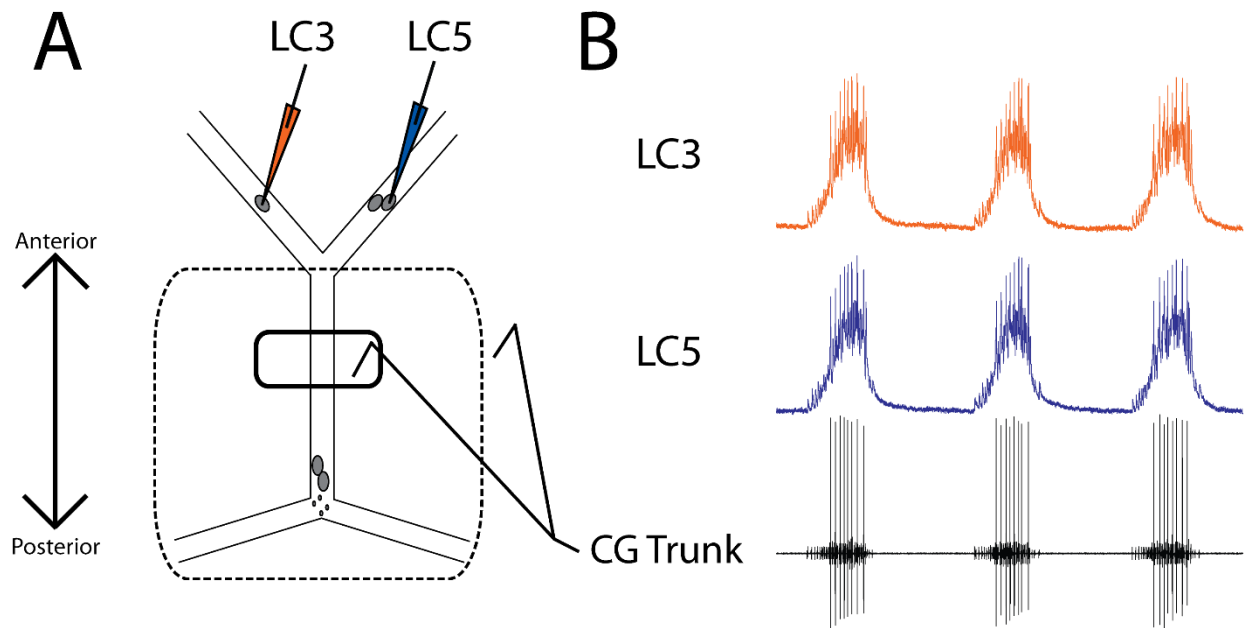 A
LC3
LC5
Anterior
Posterior
CG Trunk
B
LC3
LC5